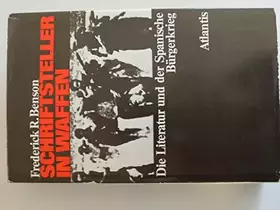 Frederick R. Benson
SCHRIFTSTELLER
IN WAFFEN
Die Literatur und der Spanische
Bürgerkrieg
Atlantis